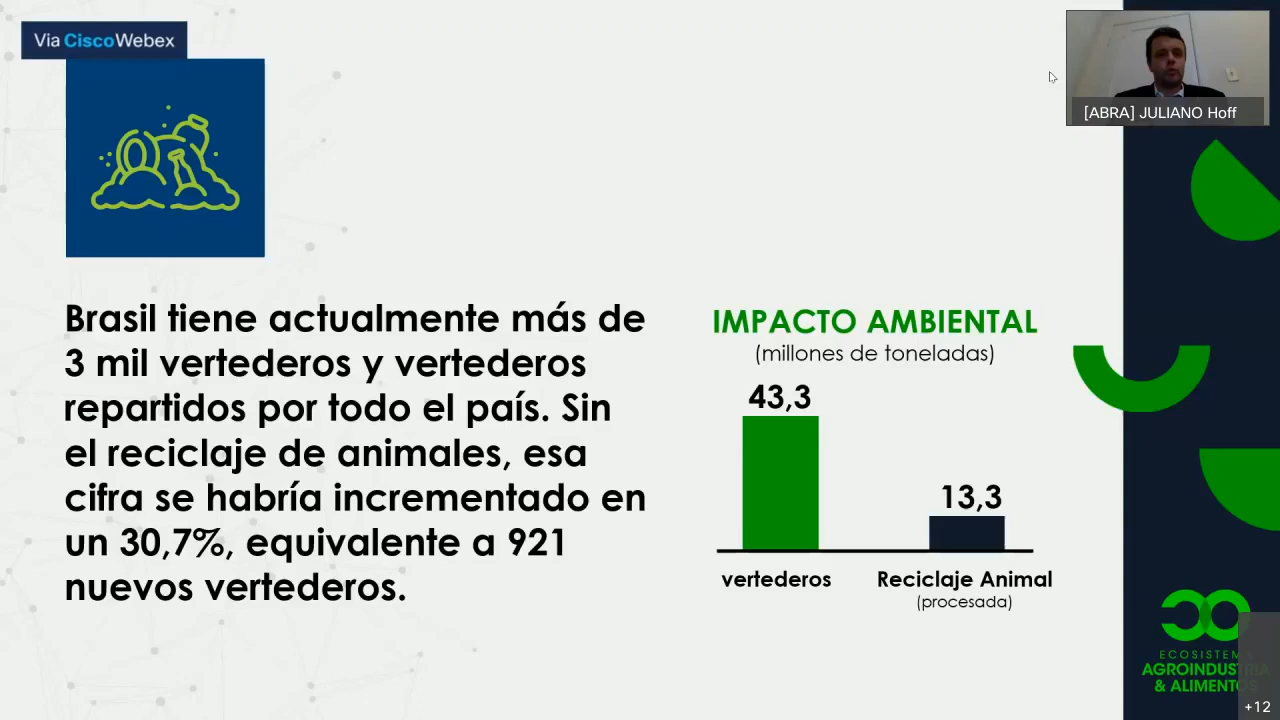 Via Cisco Webex
[ABRA] JULIANO Hoff
Brasil tiene actualmente más de
3 mil vertederos y vertederos
repartidos por todo el país. Sin
el reciclaje de animales, esa
cifra se habría incrementado en
un 30,7%, equivalente a 921
nuevos vertederos.
IMPACTO AMBIENTAL
(millones de toneladas)
43,3
13,3
vertederos
Reciclaje Animal
(procesada)
ECOSISTEMA
AGROINDUSTRIA
& ALIMENTOS
+12